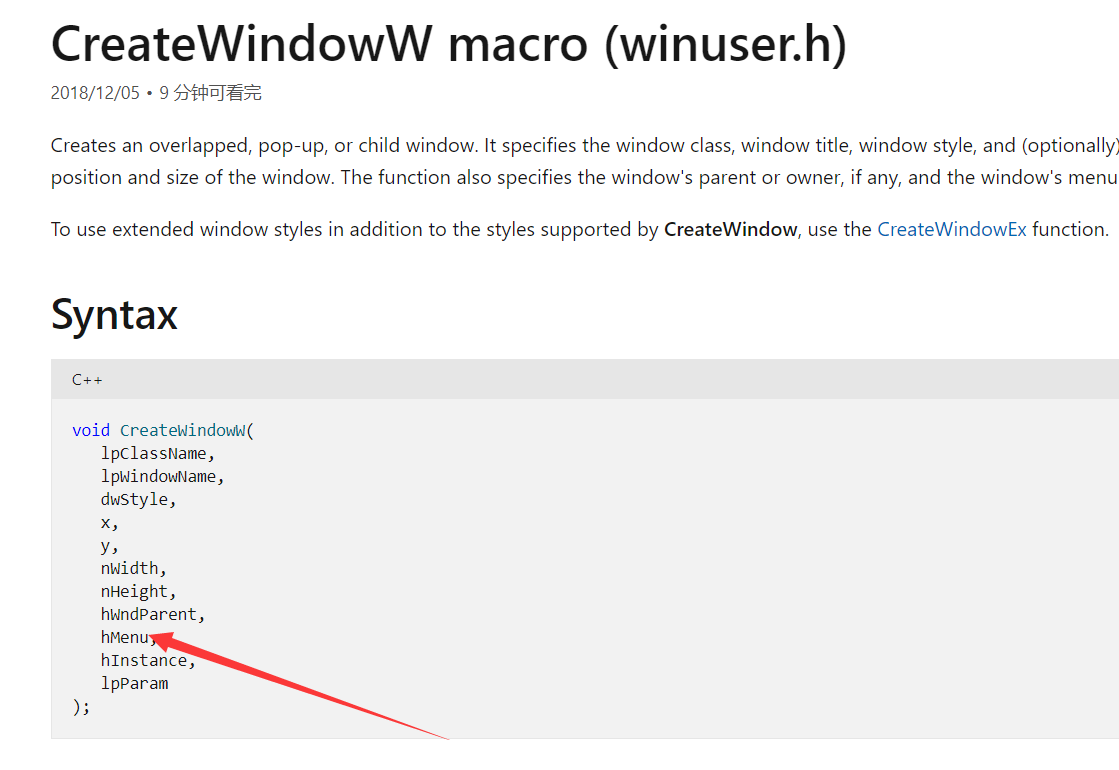 CreateWindowW macro (winuser.h)
2018/12/05 • 9 分钟可看完
Creates an overlapped, pop-up, or child window. It specifies the window class, window title, window style, and (optionally)
position and size of the window. The function also specifies the window's parent or owner, if any, and the window's menu
To use extended window styles in addition to the styles supported by CreateWindow, use the CreateWindowEx function.
Syntax
C++
void CreateWindowW(
lpClassName,
lpWindowName,
dwStyle,
x,
y,
nWidth,
nHeight,
hWndParent,
hMenu,
hInstance,
lpParam
);